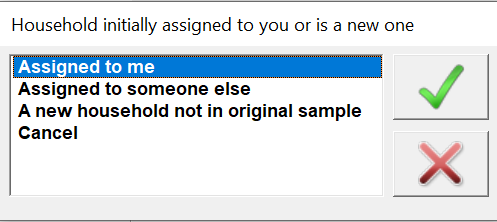 Household initially assigned to you or is a new one
Assigned to me
Assigned to someone else
A new household not in original sample
Cancel